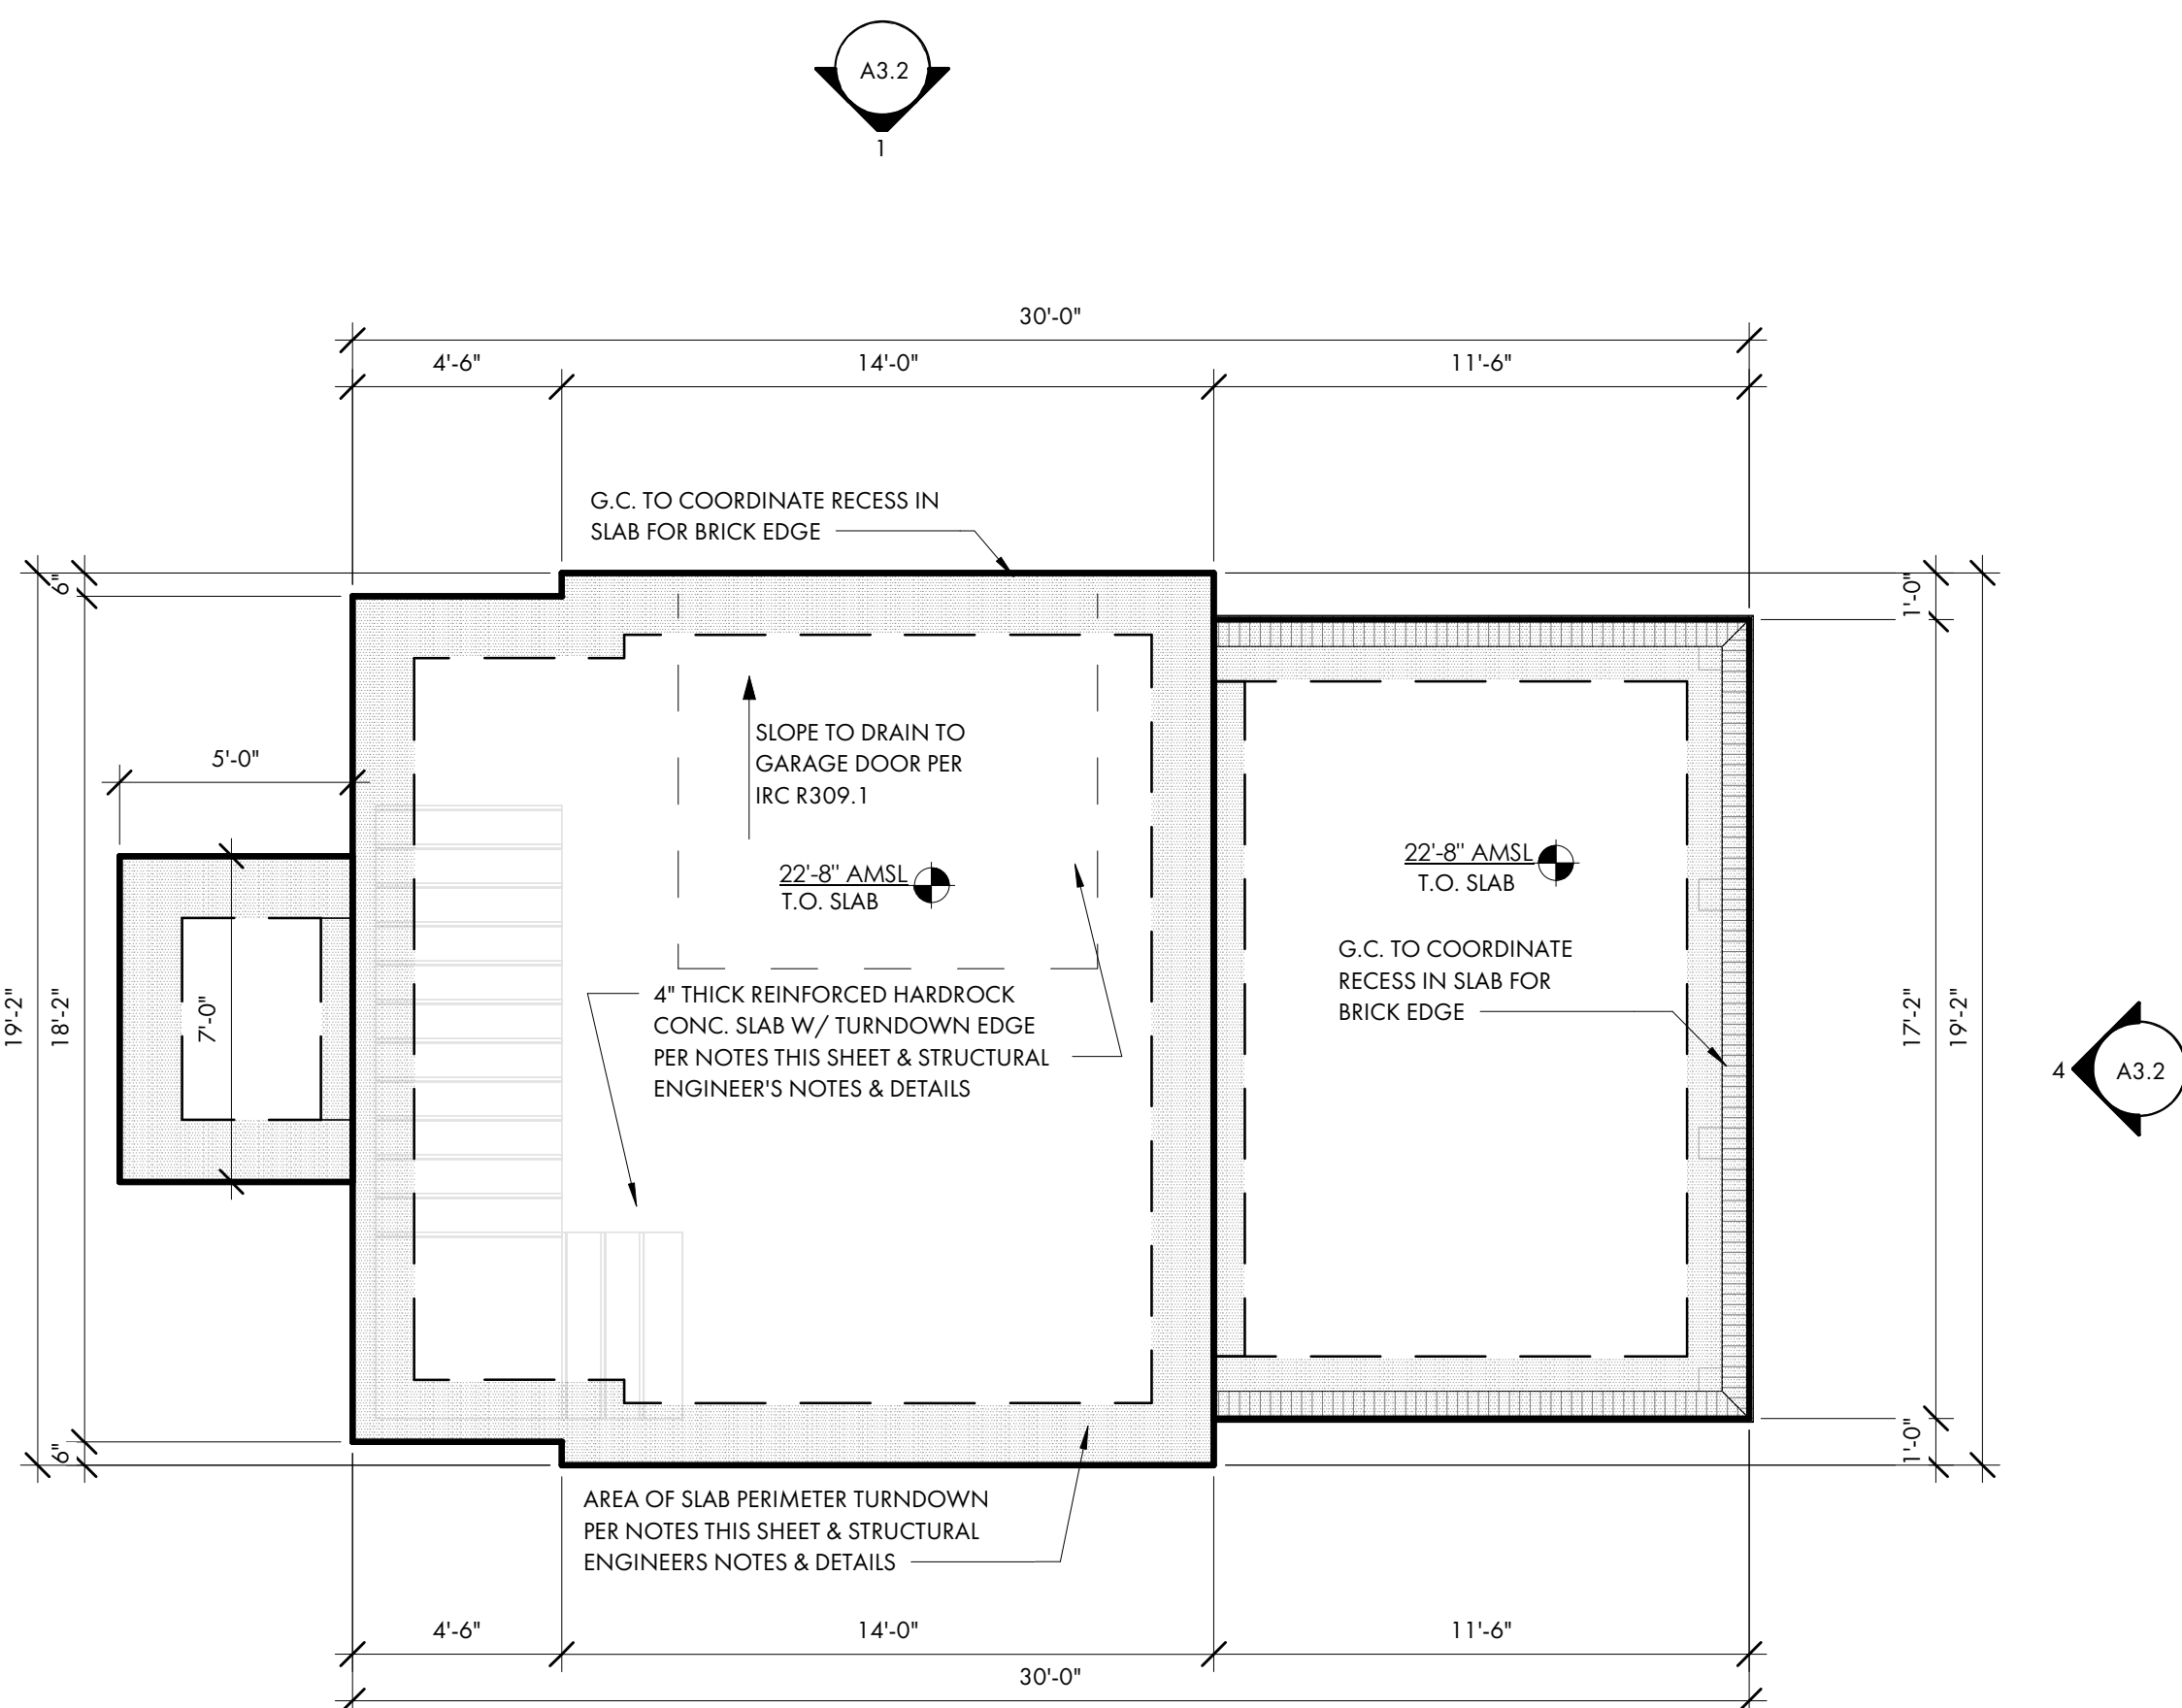 A3.2
1
30'-0"
4'-6"
14'-0"
11'-6"
G.C. TO COORDINATE RECESS IN
SLAB FOR BRICK EDGE
6"
1'-0"
SLOPE TO DRAIN TO
GARAGE DOOR PER
IRC R309.1
5'-0"
22'-8" AMSL
T.O. SLAB
22'-8" AMSL
T.O. SLAB
G.C. TO COORDINATE
RECESS IN SLAB FOR
BRICK EDGE
4" THICK REINFORCED HARDROCK
CONC. SLAB W/ TURNDOWN EDGE
PER NOTES THIS SHEET & STRUCTURAL
ENGINEER'S NOTES & DETAILS
19'-2"
18'-2"
7'-0"
17'-2"
19'-2"
4
A3.2
6"
1'-0"
AREA OF SLAB PERIMETER TURNDOWN
PER NOTES THIS SHEET & STRUCTURAL
ENGINEERS NOTES & DETAILS
4'-6"
14'-0"
11'-6"
30'-0"